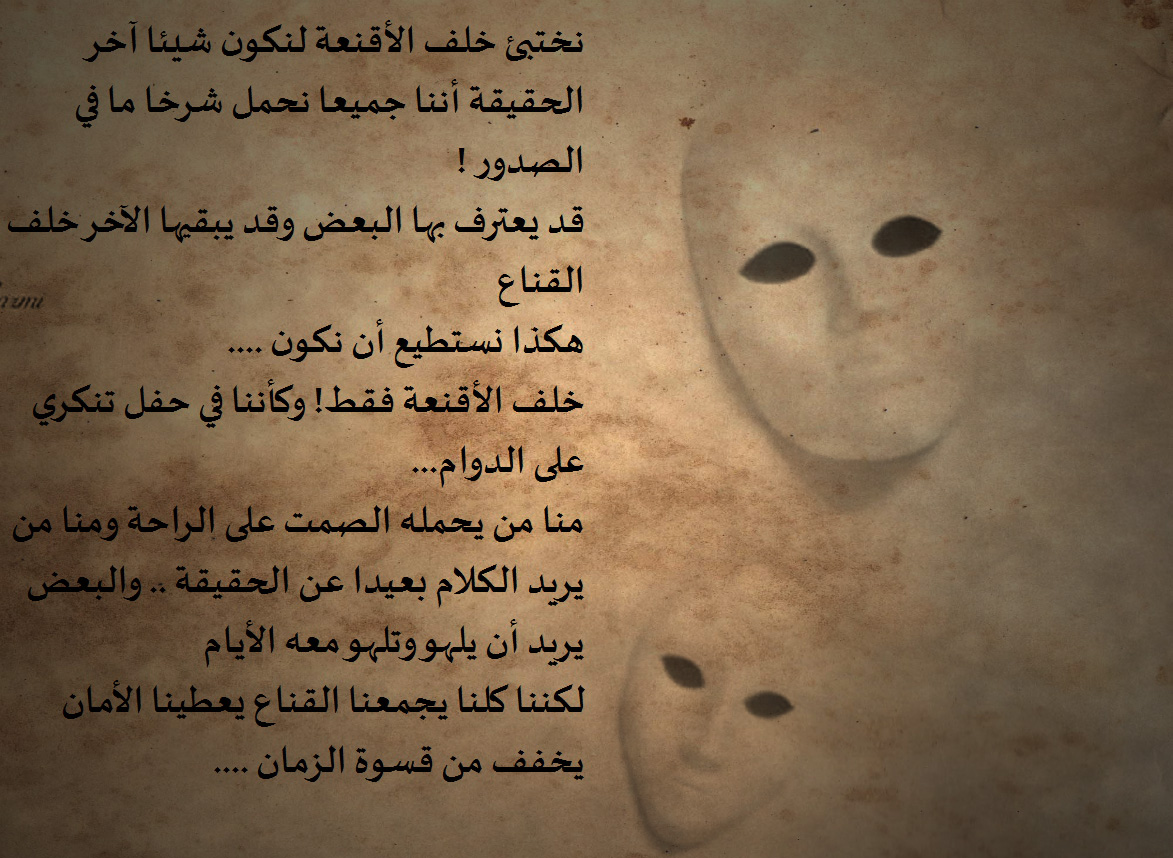 نختبئ خلف الأقنعة لنكون شيئا آخر
الحقيقة أننا جميعا نحمل شرخا ما في
الصدور !
قد يعترف بها البعض وقد يبقيها الآخر خلف
القناع
هكذا نستطيع أن نكون ....
خلف الأقنعة فقط! وكأننا في حفل تنكري
على الدوام...
منا من يحمله الصمت على الراحة ومنا من
يريد الكلام بعيدا عن الحقيقة .. والبعض
يريد أن يلهو وتلهو معه الأيام
لكننا كلنا يجمعنا القناع يعطينا الأمان
يخفف من قسوة الزمان ....